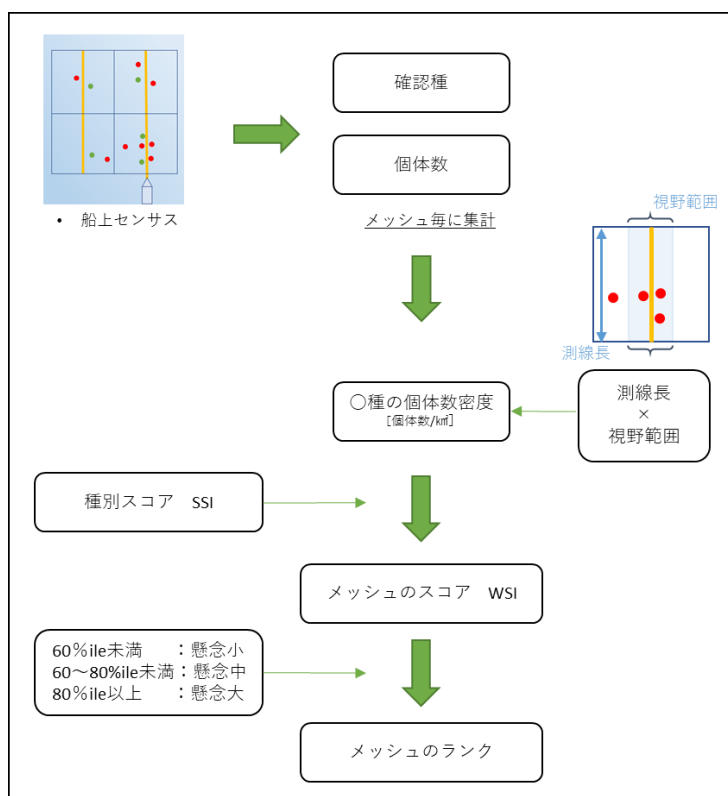 確認種
個体数
• 船上センサス
メッシュ毎に集計
視野範囲
測線長
〇種の個体数密度
[個体数/㎢]
測線長
×
視野範囲
種別スコア SSI
メッシュのスコア WSI
60%ile未満 ：懸念小
60～80%ile未満：懸念中
80%ile以上 ：懸念大
メッシュのランク